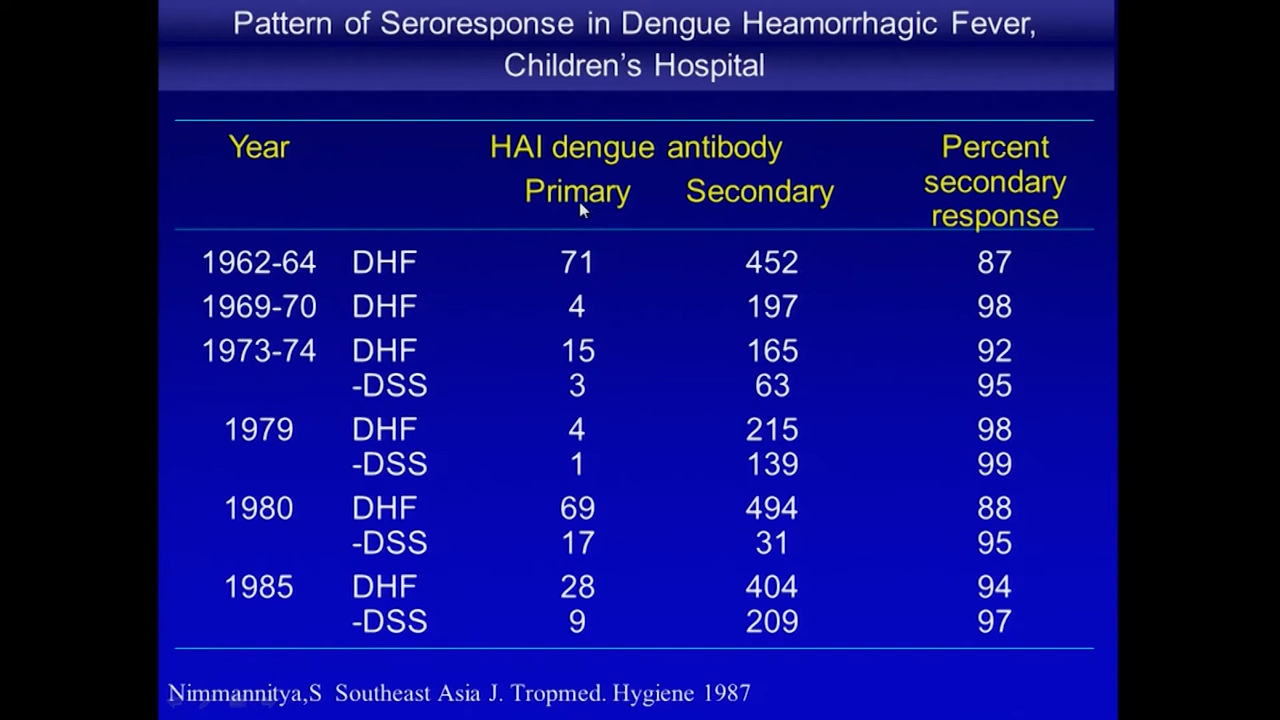 Pattern of Seroresponse in Dengue Heamorrhagic Fever,
Children's Hospital
Year HAI dengue antibody Percent
Primary Secondary secondary
response
1962-64 DHF 71 452 87
1969-70 DHF 4 197 98
1973-74 DHF 15 165 92
-DSS 3 63 95
1979 DHF 4 215 98
-DSS 1 139 99
1980 DHF 69 494 88
-DSS 17 31 95
1985 DHF 28 404 94
-DSS 9 209 97
Nimmannitya,S Southeast Asia J. Tropmed. Hygiene 1987